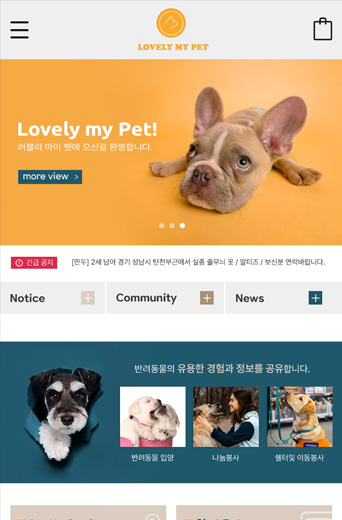 LOVELY MY PET
Lovely my Pet!
러블리 마이 펫에 오신걸 환영합니다.
more view >
긴급 공지
[만두] 2세 남아 경기 성남시 탄천부근에서 실종 줄무늬 옷 / 말티즈 / 보신분 연락바랍니다.
Notice
Community
News
반려동물의 유용한 경험과 정보를 공유합니다.
반려동물 입양
나눔봉사
쉘터및 이동봉사